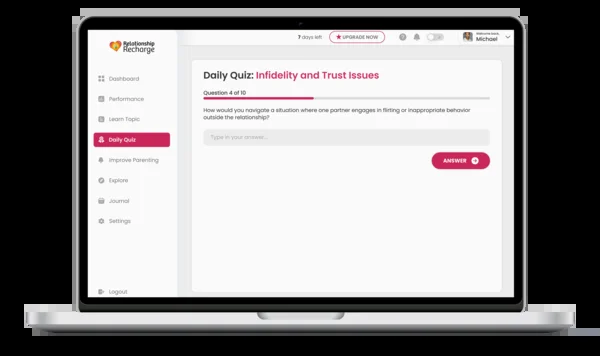 Relationship
Recharge
7 days left
UPGRADE NOW
Michael
Dashboard
Performance
Learn Topic
Daily Quiz
Improve Parenting
Explore
Journal
Settings
Logout
Daily Quiz: Infidelity and Trust Issues
Question 4 of 10
How would you navigate a situation where one partner engages in flirting or inappropriate behavior
outside the relationship?
Type in your answer...
ANSWER